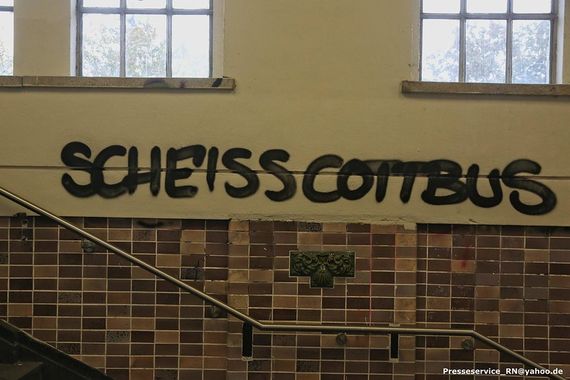 SCHEISS COTTBUS
Presseservice_RN@yahoo.de